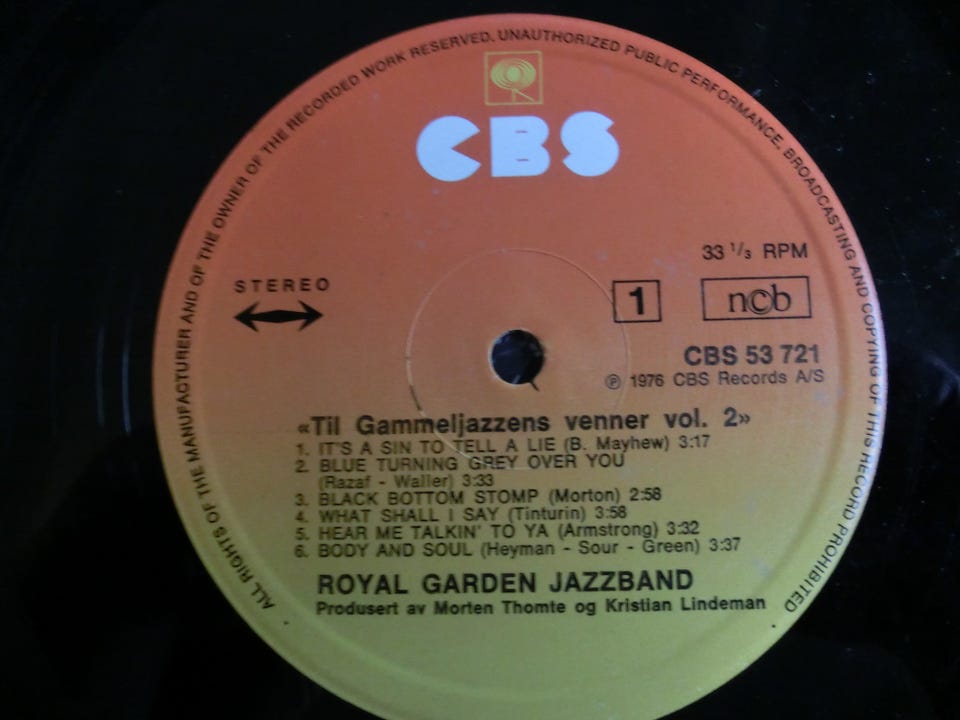 ALL RIGHTS OF THE MANUFACTURER AND OF THE OWNER OF THE RECORDED WORK RESERVED. UNAUTHORIZED PUBLIC PERFORMANCE, BROADCASTING AND COPYING OF THIS RECORD PROHIBITED
CBS
33 1/3 RPM
STEREO
1
ncb
CBS 53 721
℗ 1976 CBS Records A/S
«Til Gammeljazzens venner vol. 2»
1. IT'S A SIN TO TELL A LIE (B. Mayhew) 3:17
2. BLUE TURNING GREY OVER YOU
(Razaf - Waller) 3:33
3. BLACK BOTTOM STOMP (Morton) 2:58
4. WHAT SHALL I SAY (Tinturin) 3:58
5. HEAR ME TALKIN' TO YA (Armstrong) 3:32
6. BODY AND SOUL (Heyman - Sour - Green) 3:37
ROYAL GARDEN JAZZBAND
Produsert av Morten Thomte og Kristian Lindeman